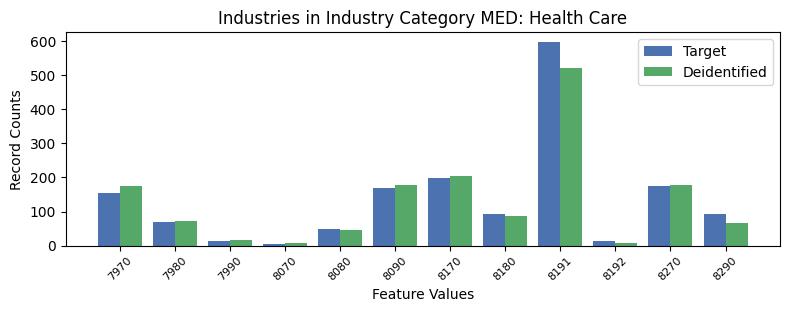 Industries in Industry Category MED: Health Care
Target
Deidentified
Record Counts
600
500
400
300
200
100
0
7970 7980 7990 8070 8080 8090 8170 8180 8191 8192 8270 8290
Feature Values